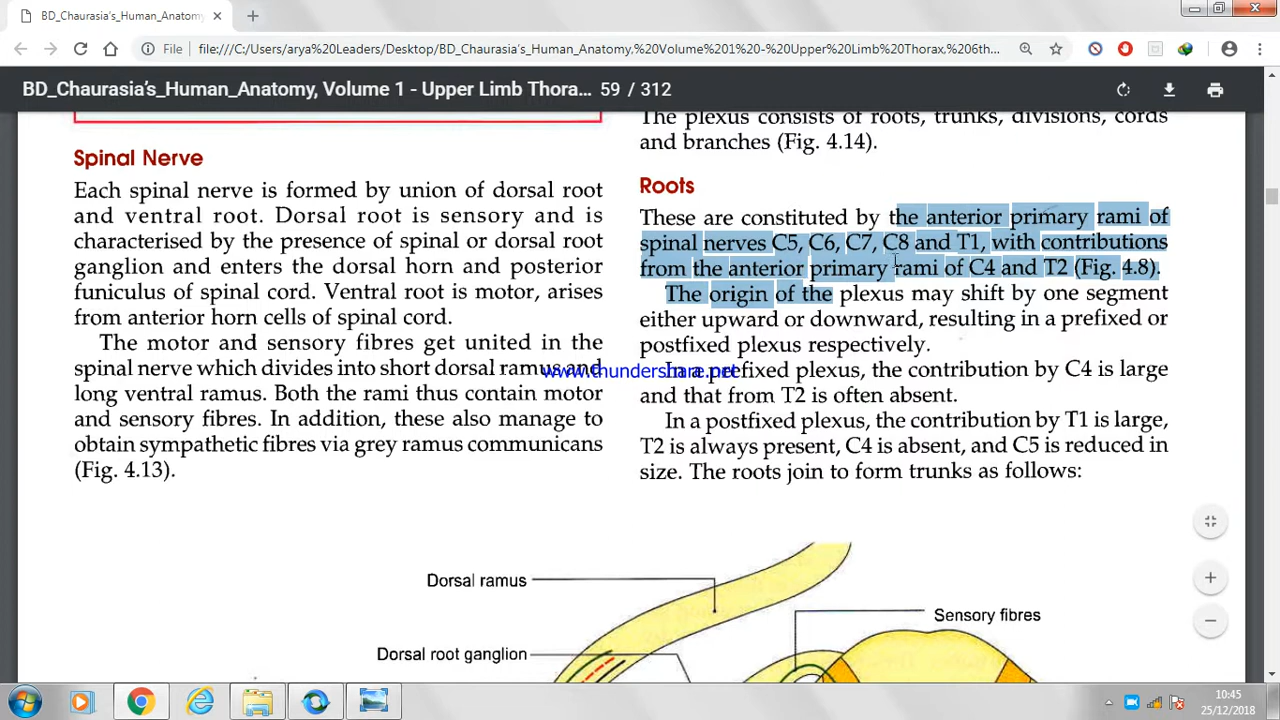 BD_Chaurasia's_Human_Anatomy
File
file:///C:/Users/arya%20Leaders/Desktop/BD_Chaurasia's_Human_Anatomy,%20Volume%201%20-%20Upper%20Limb%20Thorax,%206th...
BD_Chaurasia's_Human_Anatomy, Volume 1 - Upper Limb Thora...
59 / 312
Spinal Nerve
Each spinal nerve is formed by union of dorsal root
and ventral root. Dorsal root is sensory and is
characterised by the presence of spinal or dorsal root
ganglion and enters the dorsal horn and posterior
funiculus of spinal cord. Ventral root is motor, arises
from anterior horn cells of spinal cord.
The motor and sensory fibres get united in the
spinal nerve which divides into short dorsal ramus and
long ventral ramus. Both the rami thus contain motor
and sensory fibres. In addition, these also manage to
obtain sympathetic fibres via grey ramus communicans
(Fig. 4.13).
The plexus consists of roots, trunks, divisions, cords
and branches (Fig. 4.14).
Roots
These are constituted by the anterior primary rami of
spinal nerves C5, C6, C7, C8 and T1, with contributions
from the anterior primary rami of C4 and T2 (Fig. 4.8).
The origin of the plexus may shift by one segment
either upward or downward, resulting in a prefixed or
postfixed plexus respectively.
In a prefixed plexus, the contribution by C4 is large
and that from T2 is often absent.
In a postfixed plexus, the contribution by T1 is large,
T2 is always present, C4 is absent, and C5 is reduced in
size. The roots join to form trunks as follows:
www.thundershare.net
Dorsal ramus
Sensory fibres
Dorsal root ganglion
10:45
25/12/2018